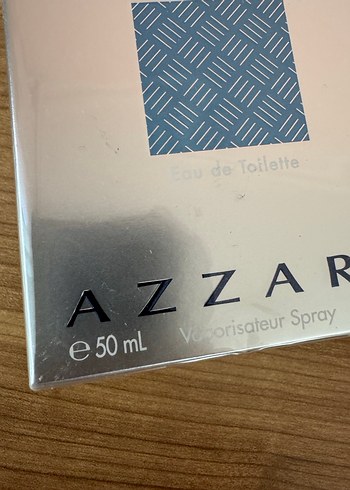 Eau de Toilette
AZZAR
℮ 50 mL
Vaporisateur Spray